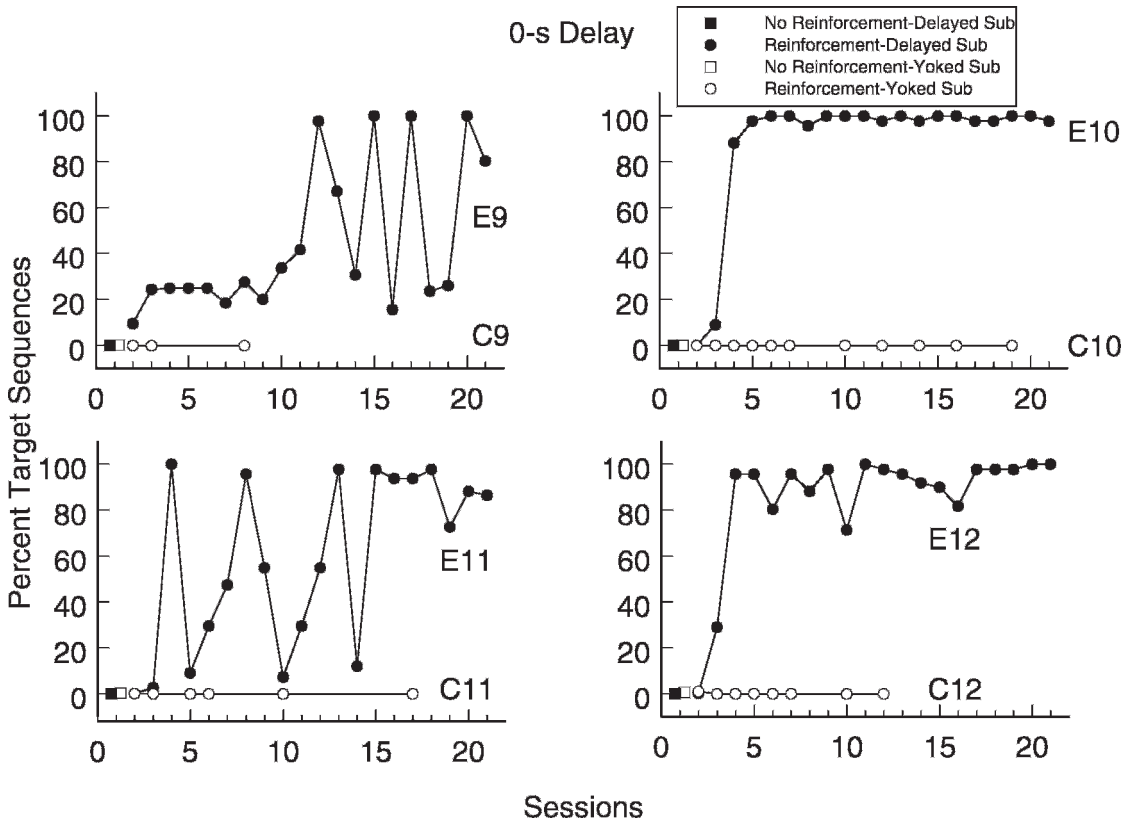 0-s Delay
No Reinforcement-Delayed Sub
Reinforcement-Delayed Sub
No Reinforcement-Yoked Sub
Reinforcement-Yoked Sub
Percent Target Sequences
100
80
60
40
20
0
E9
C9
0 5 10 15 20
100
80
60
40
20
0
E10
C10
0 5 10 15 20
100
80
60
40
20
0
E11
C11
0 5 10 15 20
100
80
60
40
20
0
E12
C12
0 5 10 15 20
Sessions